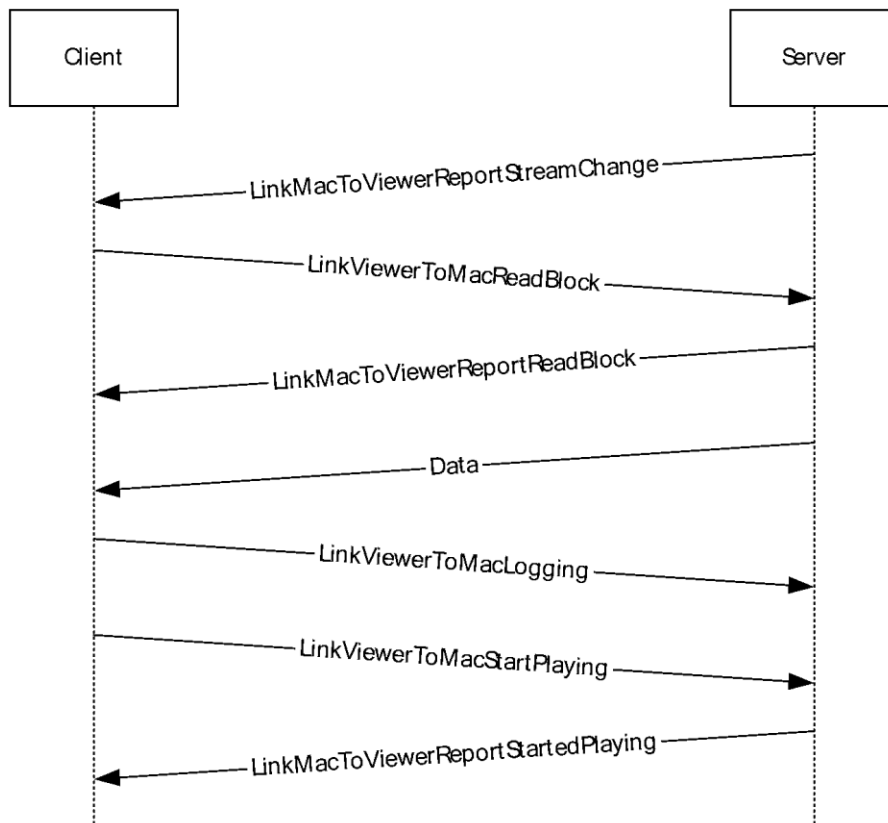 Client
Server
LinkMacToViewerReportStreamChange
LinkViewerToMacReadBlock
LinkMacToViewerReportReadBlock
Data
LinkViewerToMacLogging
LinkViewerToMacStartPlaying
LinkMacToViewerReportStartedPlaying